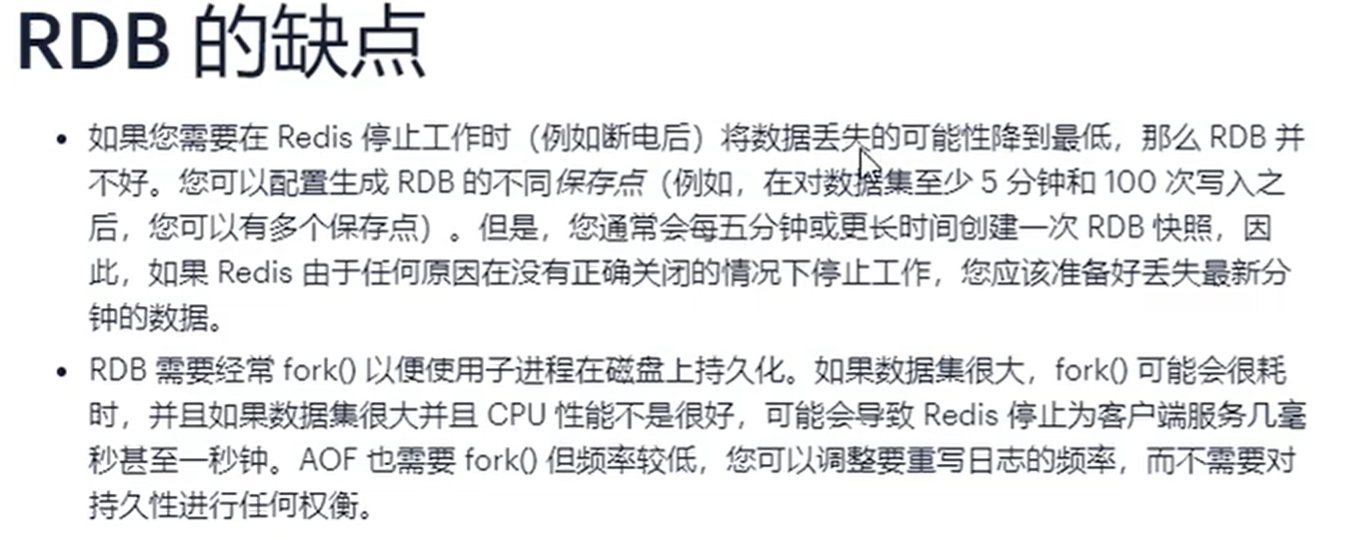 RDB 的缺点
如果您需要在 Redis 停止工作时（例如断电后）将数据丢失的可能性降到最低，那么 RDB 并
不好。您可以配置生成 RDB 的不同保存点（例如，在对数据集至少 5 分钟和 100 次写入之
后，您可以有多个保存点）。但是，您通常会每五分钟或更长时间创建一次 RDB 快照，因
此，如果 Redis 由于任何原因在没有正确关闭的情况下停止工作，您应该准备好丢失最新分
钟的数据。
RDB 需要经常 fork() 以便使用子进程在磁盘上持久化。如果数据集很大，fork() 可能会很耗
时，并且如果数据集很大并且 CPU 性能不是很好，可能会导致 Redis 停止为客户端服务几毫
秒甚至一秒钟。AOF 也需要 fork() 但频率较低，您可以调整要重写日志的频率，而不需要对
持久性进行任何权衡。